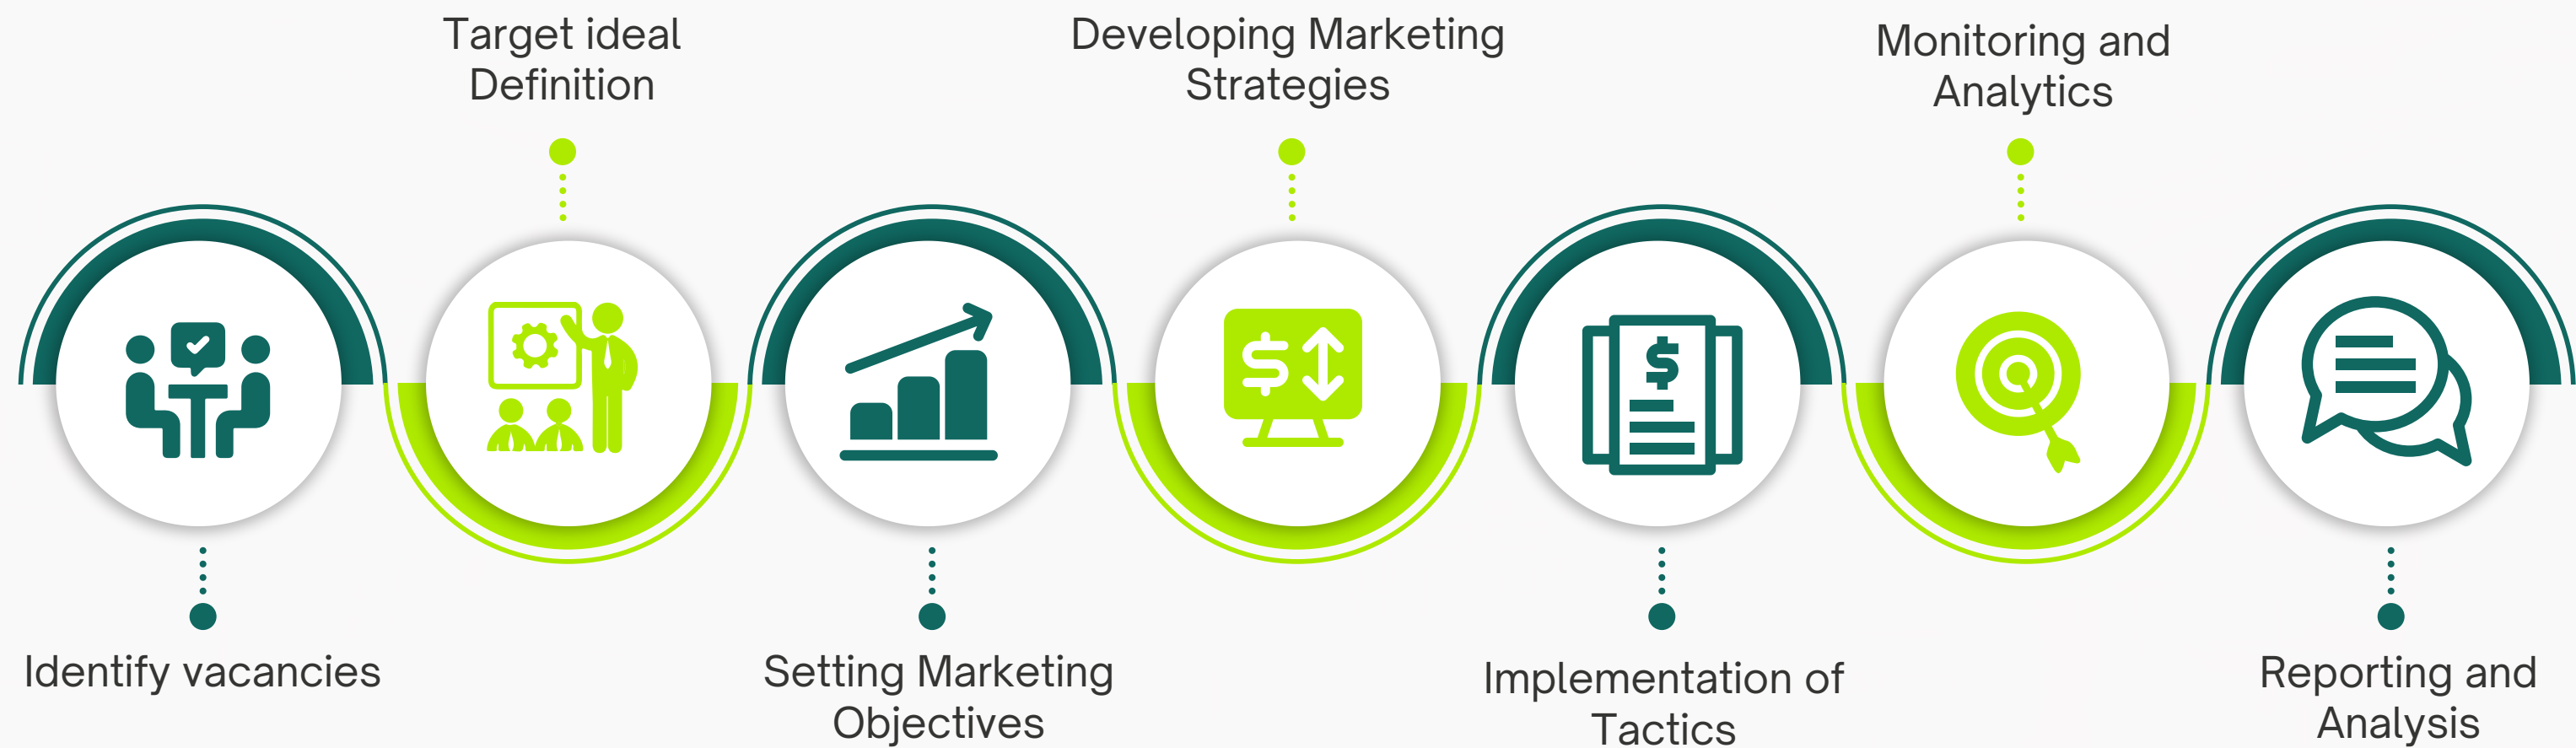 Identify vacancies
Target ideal
Definition
Setting Marketing
Objectives
Developing Marketing
Strategies
$
Implementation of
Tactics
$
Monitoring and
Analytics
Reporting and
Analysis